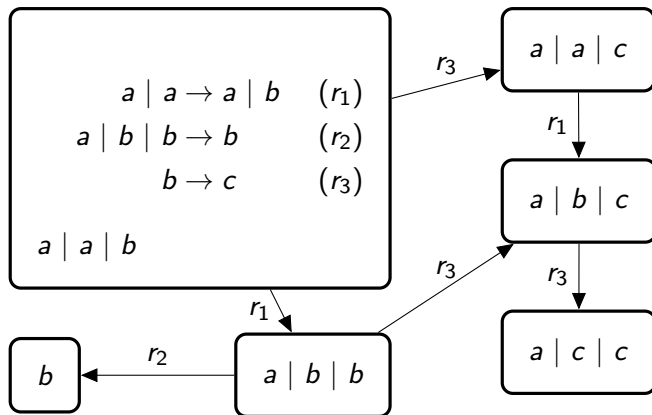 a | a → a | b (r₁)
a | b | b → b (r₂)
b → c (r₃)
a | a | b
r₃
a | a | c
r₁
a | b | c
r₃
r₃
a | c | c
r₁
a | b | b
r₂
b